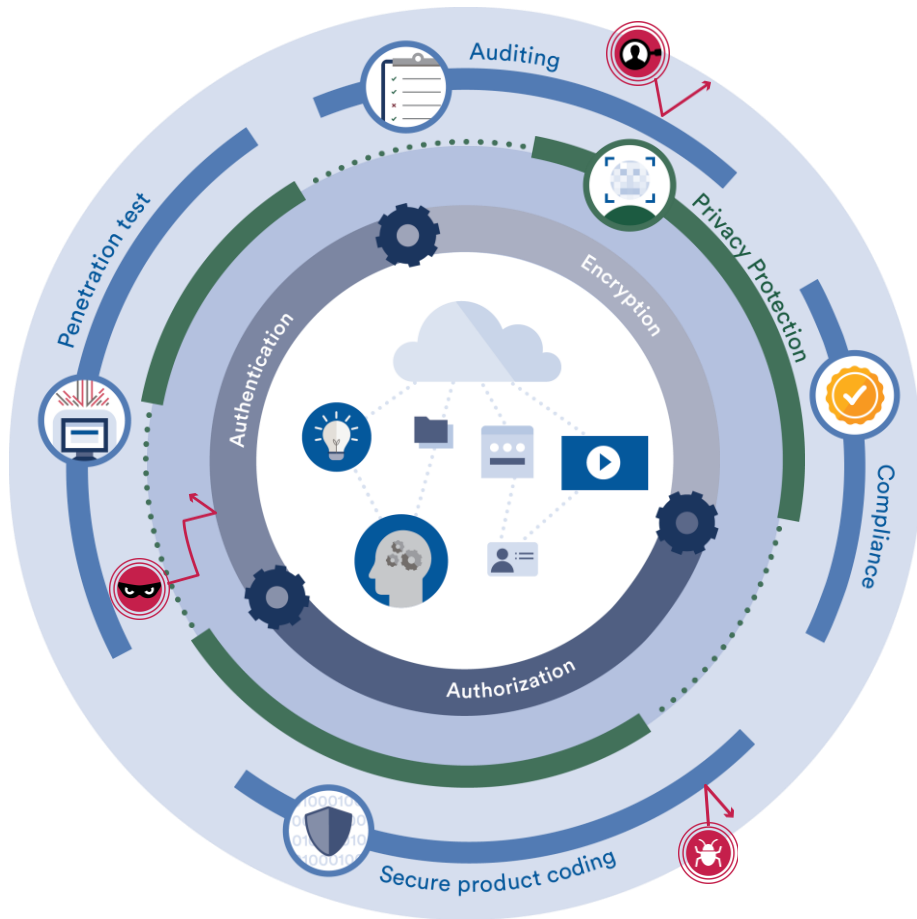 Auditing
Penetration test
Privacy Protection
Encryption
Authentication
Compliance
Authorization
Secure product coding